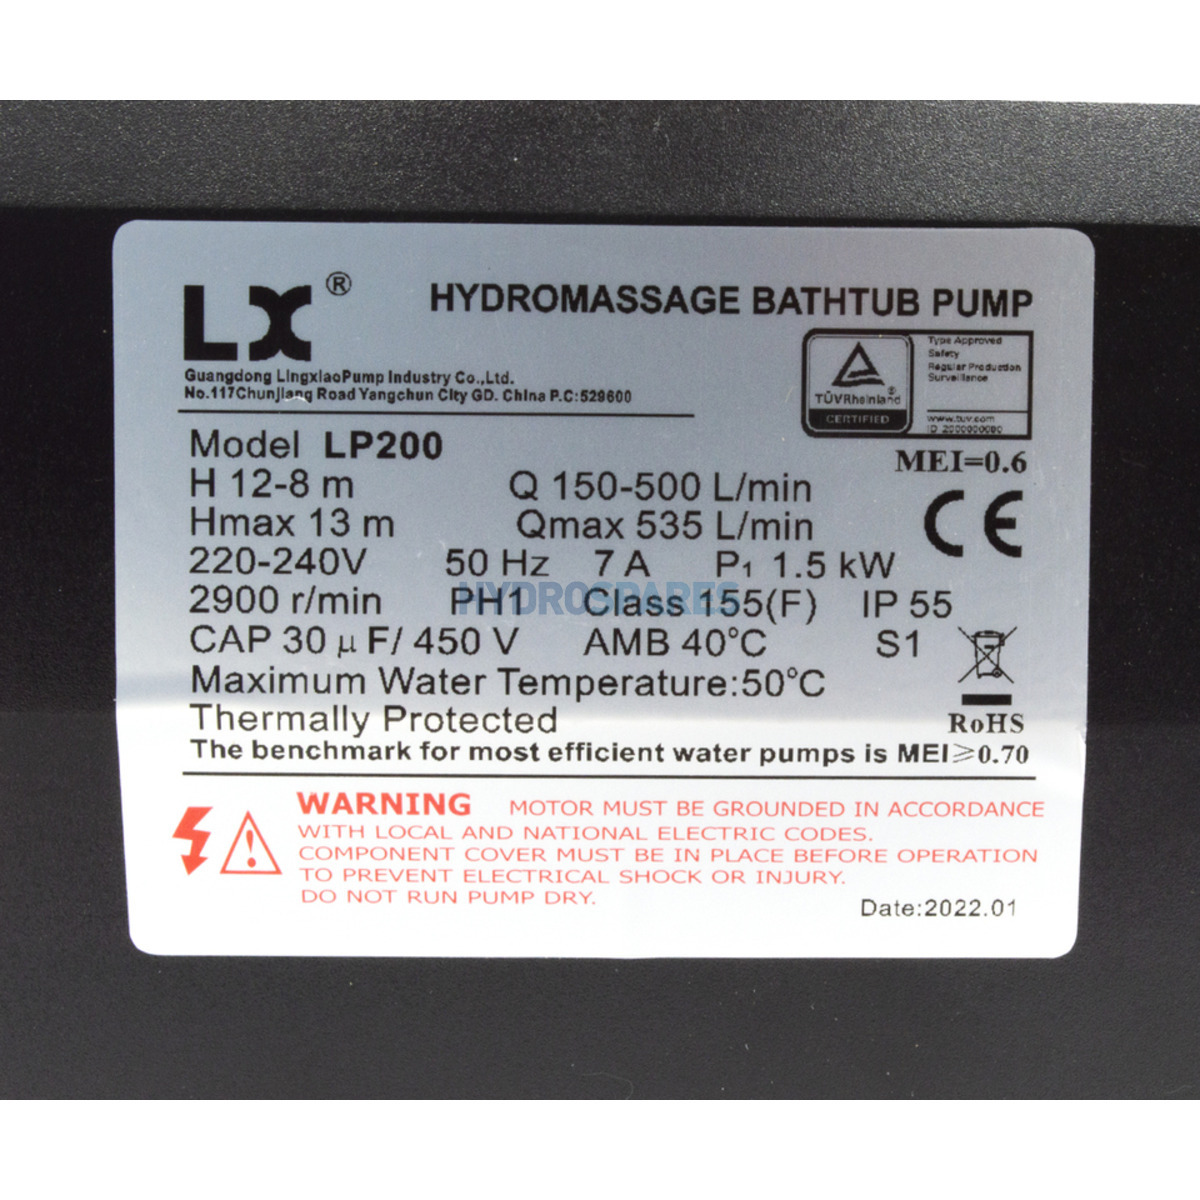 LX®
HYDROMASSAGE BATHTUB PUMP
Guangdong LingxiaoPump Industry Co.,Ltd.
No.117Chunjiang Road Yangchun City GD. China P.C:529600
TÜVRheinland®
CERTIFIED
Type Approved
Safety
Regular Production
Surveillance
www.tuv.com
ID 2000000000
Model LP200
MEI=0.6
H 12-8 m Q 150-500 L/min
CE
Hmax 13 m Qmax 535 L/min
220-240V 50 Hz 7 A P₁ 1.5 kW
HYDROSPARES
2900 r/min PH1 Class 155(F) IP 55
CAP 30 μF/ 450 V AMB 40°C S1
Maximum Water Temperature:50°C
Thermally Protected
RoHS
The benchmark for most efficient water pumps is MEI≥0.70
WARNING MOTOR MUST BE GROUNDED IN ACCORDANCE
WITH LOCAL AND NATIONAL ELECTRIC CODES.
COMPONENT COVER MUST BE IN PLACE BEFORE OPERATION
TO PREVENT ELECTRICAL SHOCK OR INJURY.
DO NOT RUN PUMP DRY.
Date:2022.01